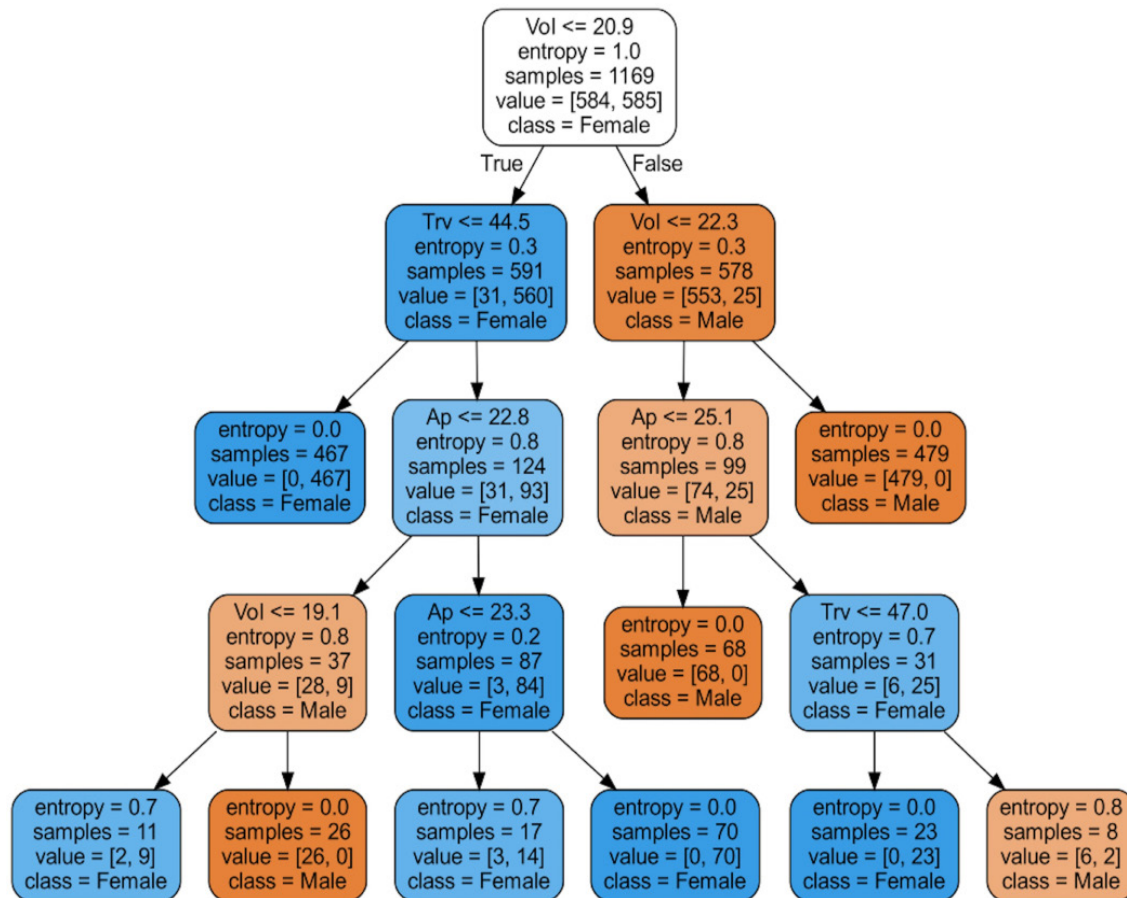 Vol <= 20.9
entropy = 1.0
samples = 1169
value = [584, 585]
class = Female
True
False
Trv <= 44.5
entropy = 0.3
samples = 591
value = [31, 560]
class = Female
Vol <= 22.3
entropy = 0.3
samples = 578
value = [553, 25]
class = Male
entropy = 0.0
samples = 467
value = [0, 467]
class = Female
Ap <= 22.8
entropy = 0.8
samples = 124
value = [31, 93]
class = Female
Ap <= 25.1
entropy = 0.8
samples = 99
value = [74, 25]
class = Male
entropy = 0.0
samples = 479
value = [479, 0]
class = Male
Vol <= 19.1
entropy = 0.8
samples = 37
value = [28, 9]
class = Male
Ap <= 23.3
entropy = 0.2
samples = 87
value = [3, 84]
class = Female
entropy = 0.0
samples = 68
value = [68, 0]
class = Male
Trv <= 47.0
entropy = 0.7
samples = 31
value = [6, 25]
class = Female
entropy = 0.7
samples = 11
value = [2, 9]
class = Female
entropy = 0.0
samples = 26
value = [26, 0]
class = Male
entropy = 0.7
samples = 17
value = [3, 14]
class = Female
entropy = 0.0
samples = 70
value = [0, 70]
class = Female
entropy = 0.0
samples = 23
value = [0, 23]
class = Female
entropy = 0.8
samples = 8
value = [6, 2]
class = Male